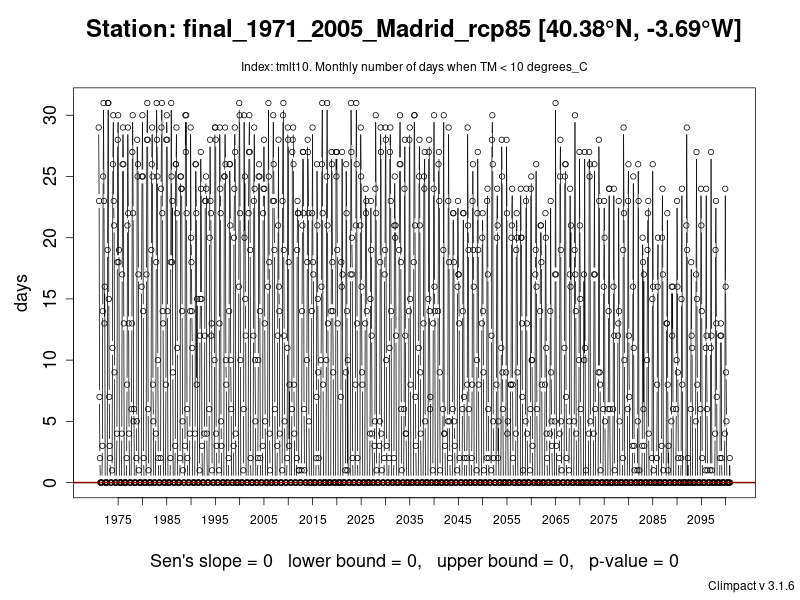 Station: final_1971_2005_Madrid_rcp85 [40.38°N, -3.69°W]
Index: tmlt10. Monthly number of days when TM < 10 degrees_C
days
30
25
20
15
10
5
0
1975 1985 1995 2005 2015 2025 2035 2045 2055 2065 2075 2085 2095
Sen's slope = 0 lower bound = 0, upper bound = 0, p-value = 0
Climpact v 3.1.6